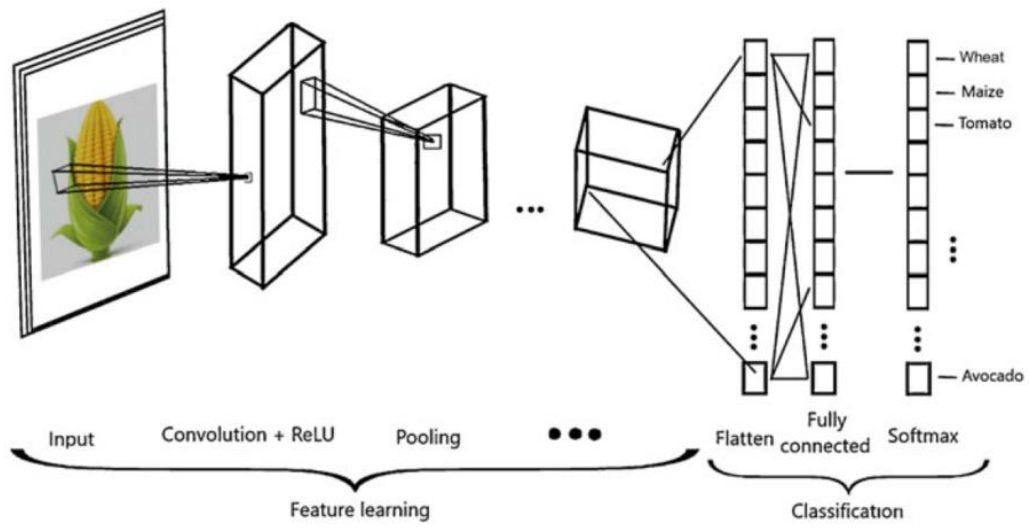 Wheat
Maize
Tomato
Avocado
Input
Convolution + ReLU
Pooling
Flatten
Fully
connected
Softmax
Feature learning
Classification